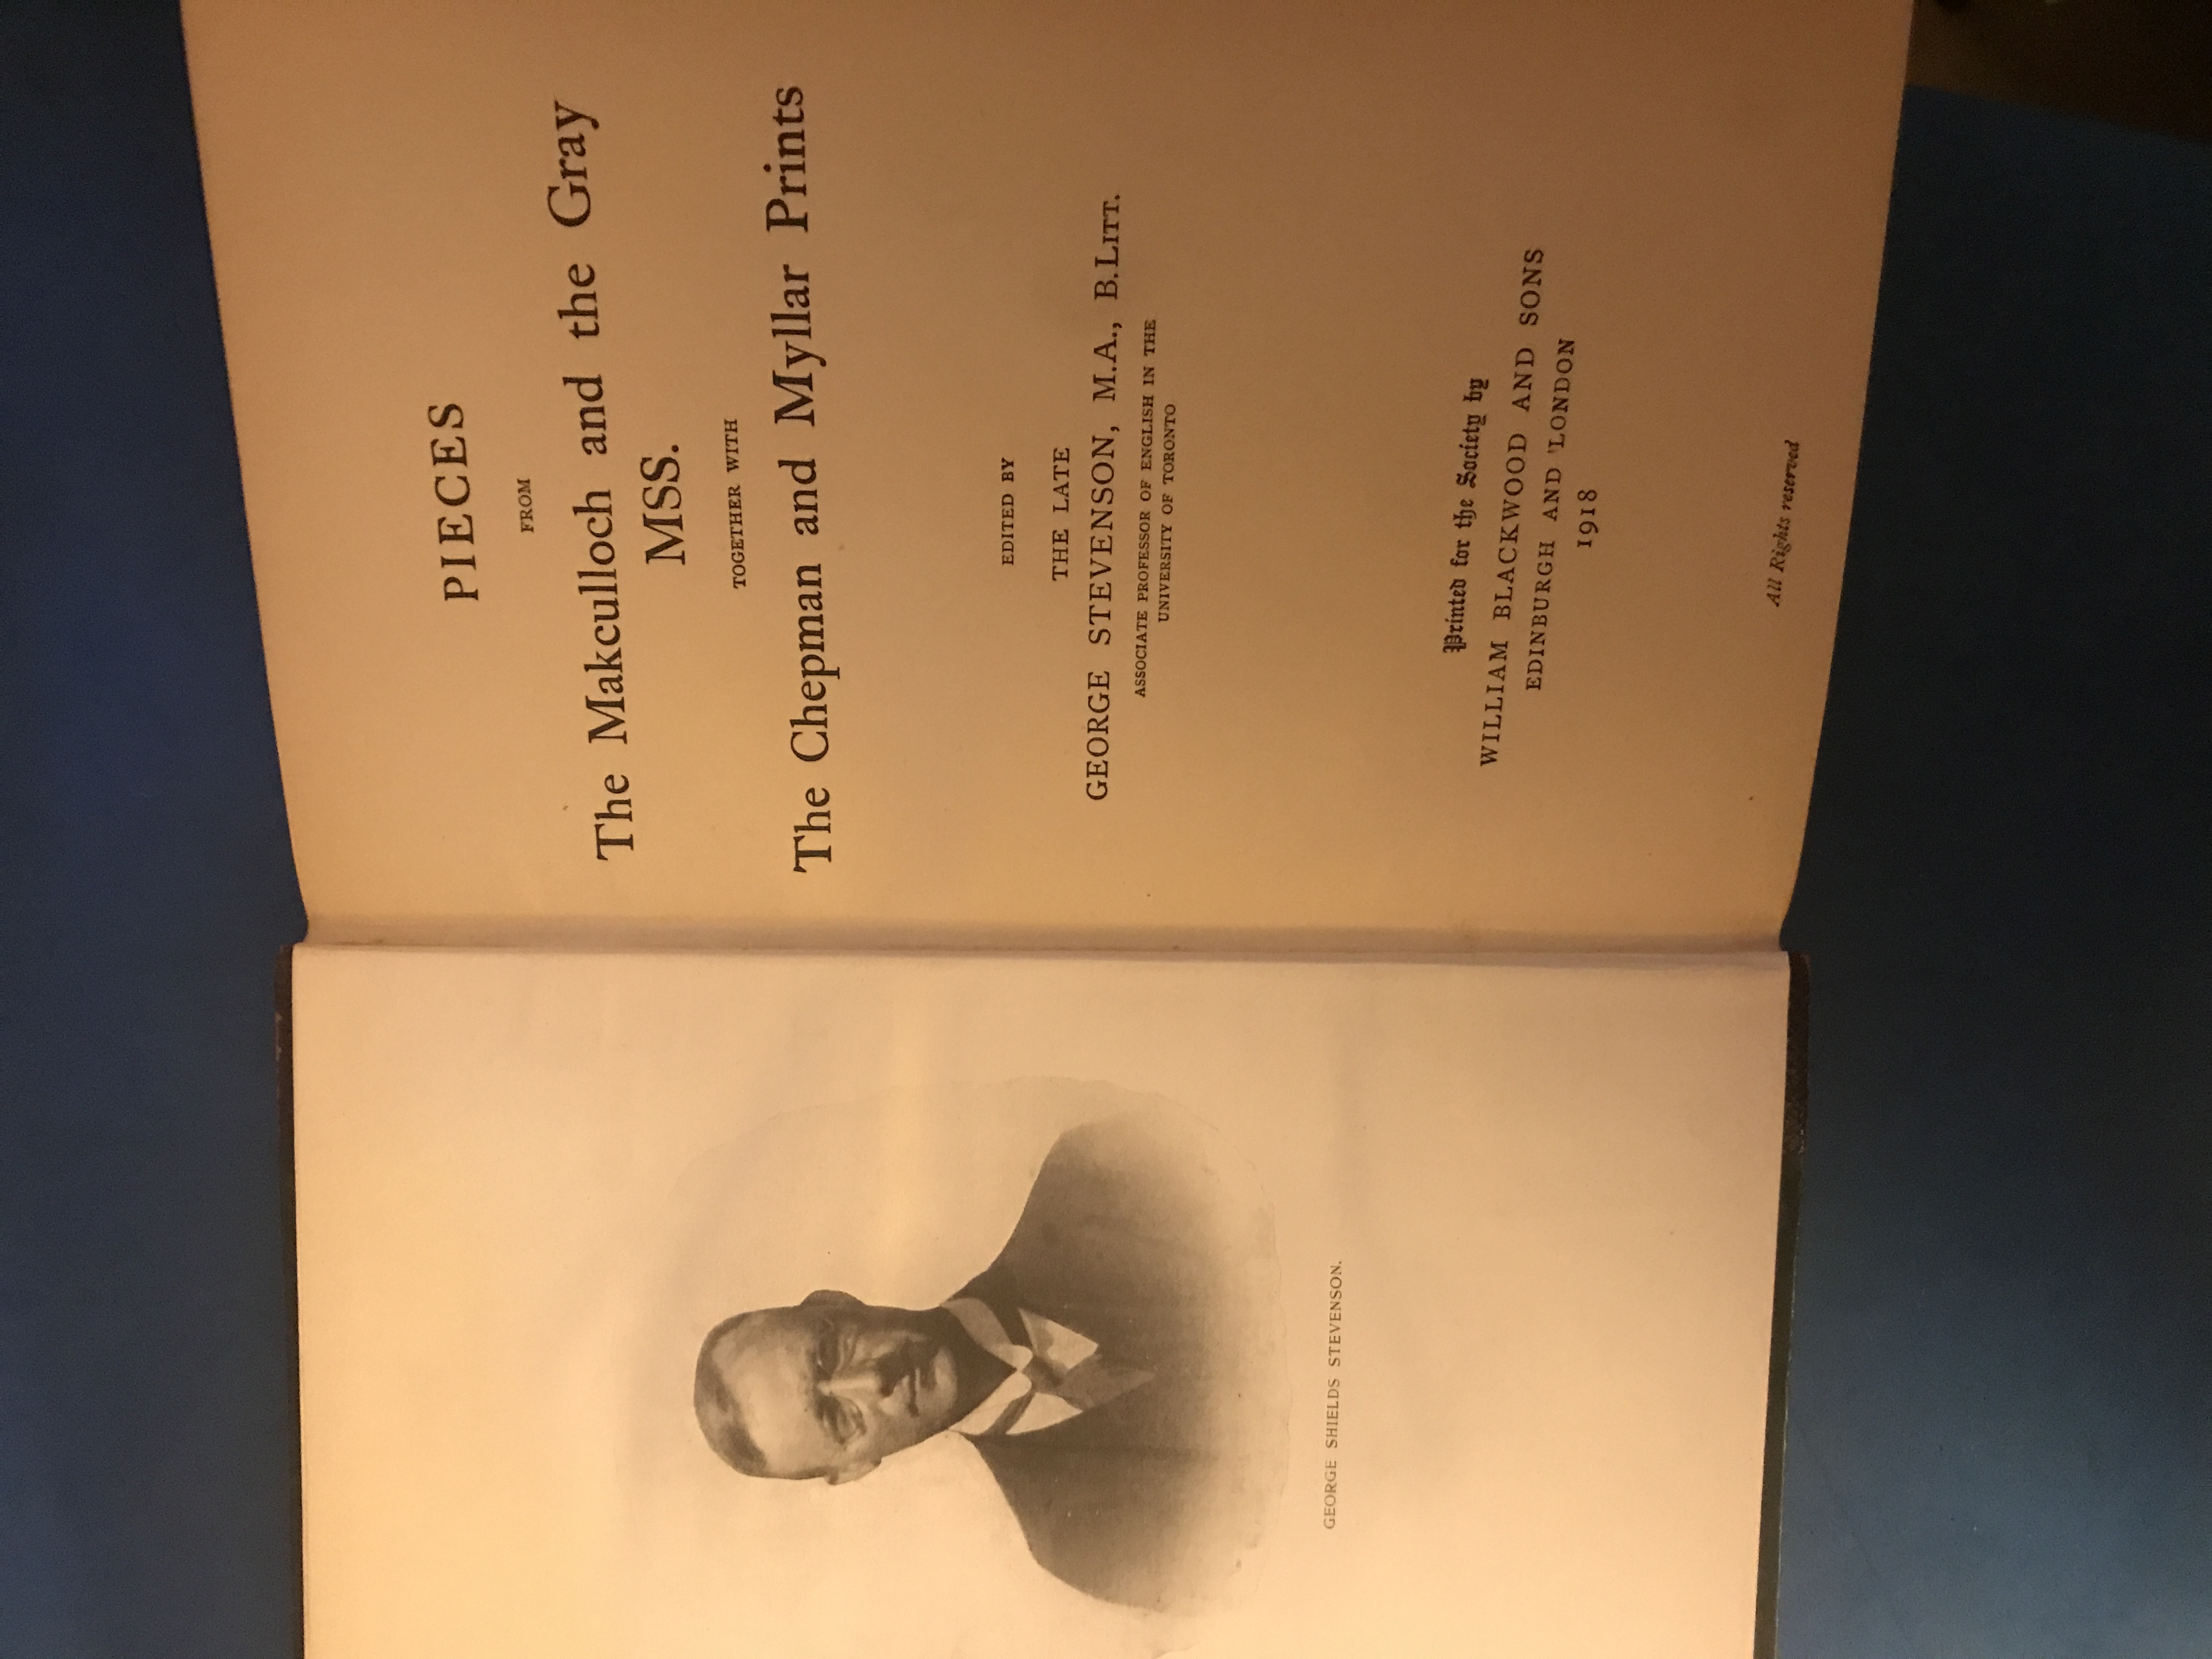 GEORGE SHIELDS STEVENSON.
PIECES
FROM
The Makculloch and the Gray
MSS.
TOGETHER WITH
The Chepman and Myllar Prints
EDITED BY
THE LATE
GEORGE STEVENSON, M.A., B.LITT.
ASSOCIATE PROFESSOR OF ENGLISH IN THE
UNIVERSITY OF TORONTO
Printed for the Society by
WILLIAM BLACKWOOD AND SONS
EDINBURGH AND LONDON
1918
All Rights reserved